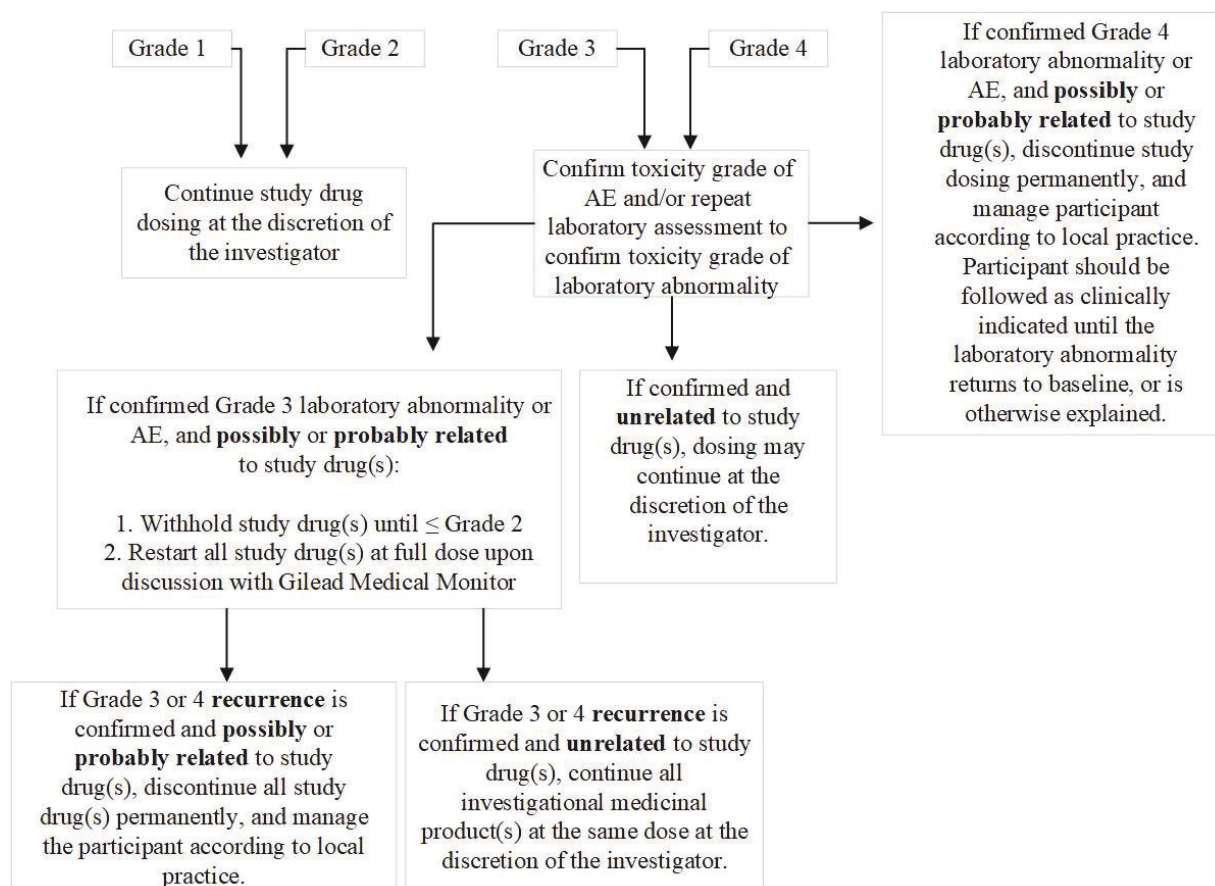 Grade 1
Grade 2
Grade 3
Grade 4
If confirmed Grade 4
laboratory abnormality or
AE, and possibly or
probably related to study
drug(s), discontinue study
dosing permanently, and
manage participant
according to local practice.
Participant should be
followed as clinically
indicated until the
laboratory abnormality
returns to baseline, or is
otherwise explained.
Continue study drug
dosing at the discretion of
the investigator
Confirm toxicity grade of
AE and/or repeat
laboratory assessment to
confirm toxicity grade of
laboratory abnormality
If confirmed Grade 3 laboratory abnormality or
AE, and possibly or probably related
to study drug(s):
1. Withhold study drug(s) until ≤ Grade 2
2. Restart all study drug(s) at full dose upon
discussion with Gilead Medical Monitor
If confirmed and
unrelated to study
drug(s), dosing may
continue at the
discretion of the
investigator.
If Grade 3 or 4 recurrence is
confirmed and possibly or
probably related to study
drug(s), discontinue all study
drug(s) permanently, and manage
the participant according to local
practice.
If Grade 3 or 4 recurrence is
confirmed and unrelated to study
drug(s), continue all
investigational medicinal
product(s) at the same dose at the
discretion of the investigator.